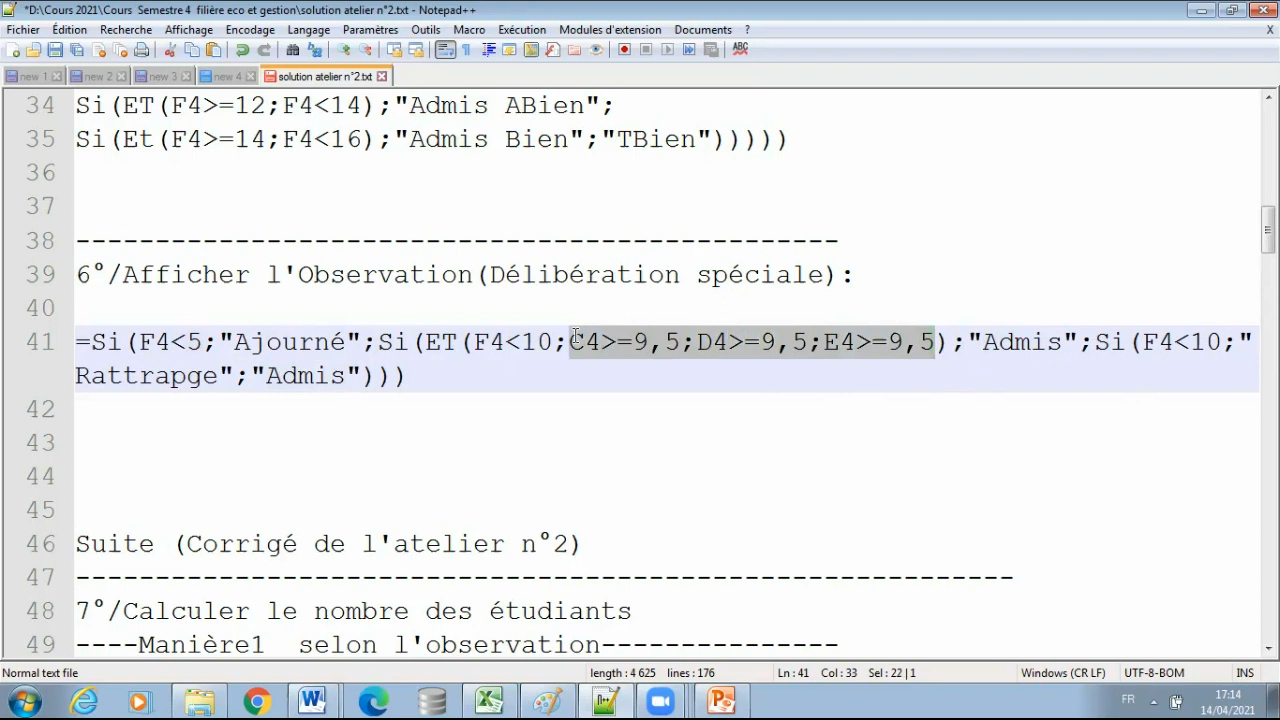 *D:\Cours 2021\Cours Semestre 4 filière eco et gestion\solution atelier n°2.txt - Notepad++
Fichier Édition Recherche Affichage Encodage Langage Paramètres Outils Macro Exécution Modules d'extension Documents ?
X
new 1 new 2 new 3 new 4 solution atelier n°2.txt
34 Si(ET(F4>=12;F4<14);"Admis ABien";
35 Si(Et(F4>=14;F4<16);"Admis Bien";"TBien")))))
36
37
38 ------------------------------------------------
39 6°/Afficher l'Observation(Délibération spéciale):
40
41 =Si(F4<5;"Ajourné";Si(ET(F4<10;C4>=9,5;D4>=9,5;E4>=9,5);"Admis";Si(F4<10;"
Rattrapge";"Admis")))
42
43
44
45
46 Suite (Corrigé de l'atelier n°2)
47 -----------------------------------------------------------
48 7°/Calculer le nombre des étudiants
49 ----Manière1  selon l'observation---------------
Normal text file length : 4 625 lines : 176 Ln : 41 Col : 33 Sel : 22 | 1 Windows (CR LF) UTF-8-BOM INS
FR 17:14
14/04/2021